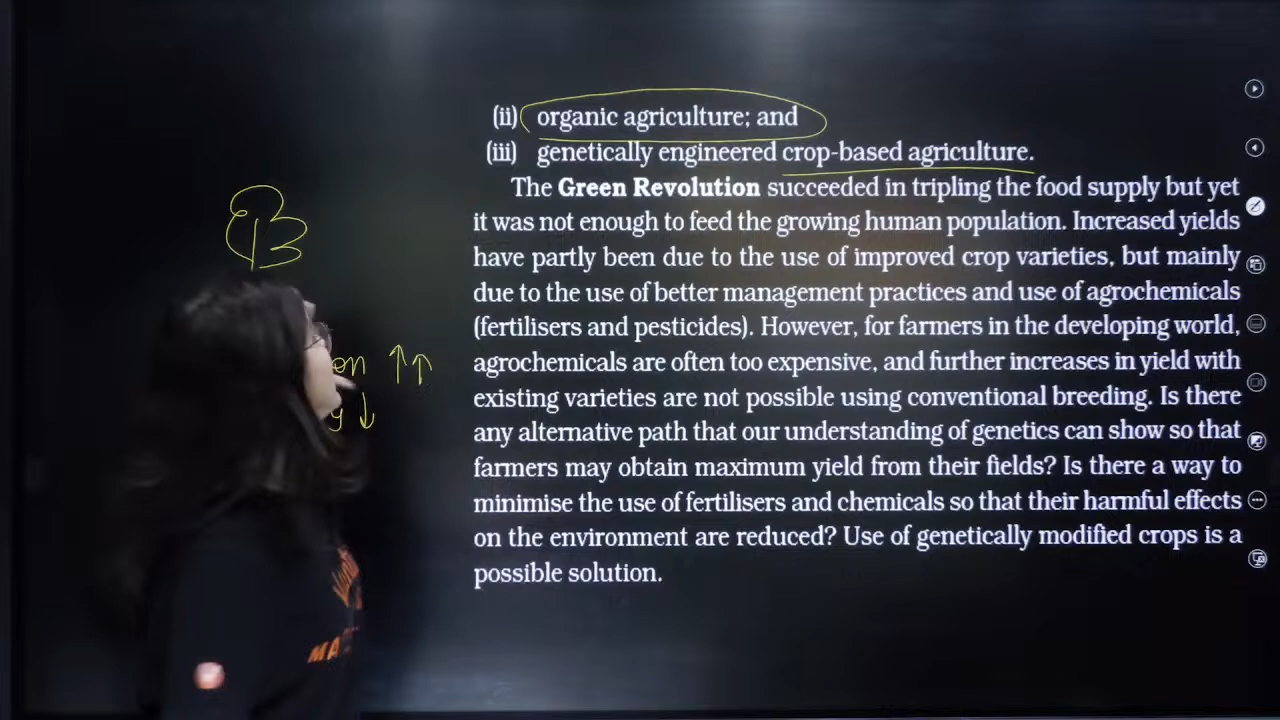 (ii) organic agriculture; and
(iii) genetically engineered crop-based agriculture.
The Green Revolution succeeded in tripling the food supply but yet
it was not enough to feed the growing human population. Increased yields
have partly been due to the use of improved crop varieties, but mainly
due to the use of better management practices and use of agrochemicals
(fertilisers and pesticides). However, for farmers in the developing world,
agrochemicals are often too expensive, and further increases in yield with
existing varieties are not possible using conventional breeding. Is there
any alternative path that our understanding of genetics can show so that
farmers may obtain maximum yield from their fields? Is there a way to
minimise the use of fertilisers and chemicals so that their harmful effects
on the environment are reduced? Use of genetically modified crops is a
possible solution.
B
on ↑↑
y ↓